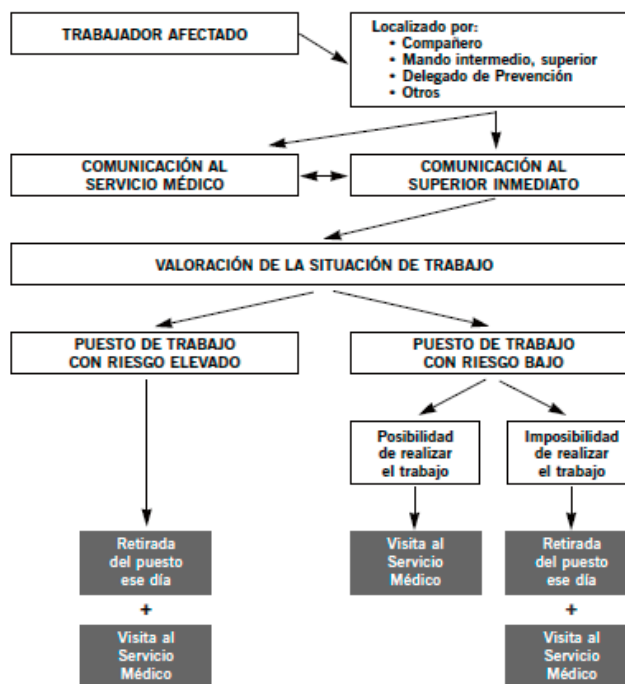 TRABAJADOR AFECTADO
Localizado por:
• Compañero
• Mando intermedio, superior
• Delegado de Prevención
• Otros
COMUNICACIÓN AL
SERVICIO MÉDICO
COMUNICACIÓN AL
SUPERIOR INMEDIATO
VALORACIÓN DE LA SITUACIÓN DE TRABAJO
PUESTO DE TRABAJO
CON RIESGO ELEVADO
PUESTO DE TRABAJO
CON RIESGO BAJO
Posibilidad
de realizar
el trabajo
Imposibilidad
de realizar
el trabajo
Retirada
del puesto
ese día
+
Visita al
Servicio
Médico
Visita al
Servicio
Médico
Retirada
del puesto
ese día
+
Visita al
Servicio
Médico